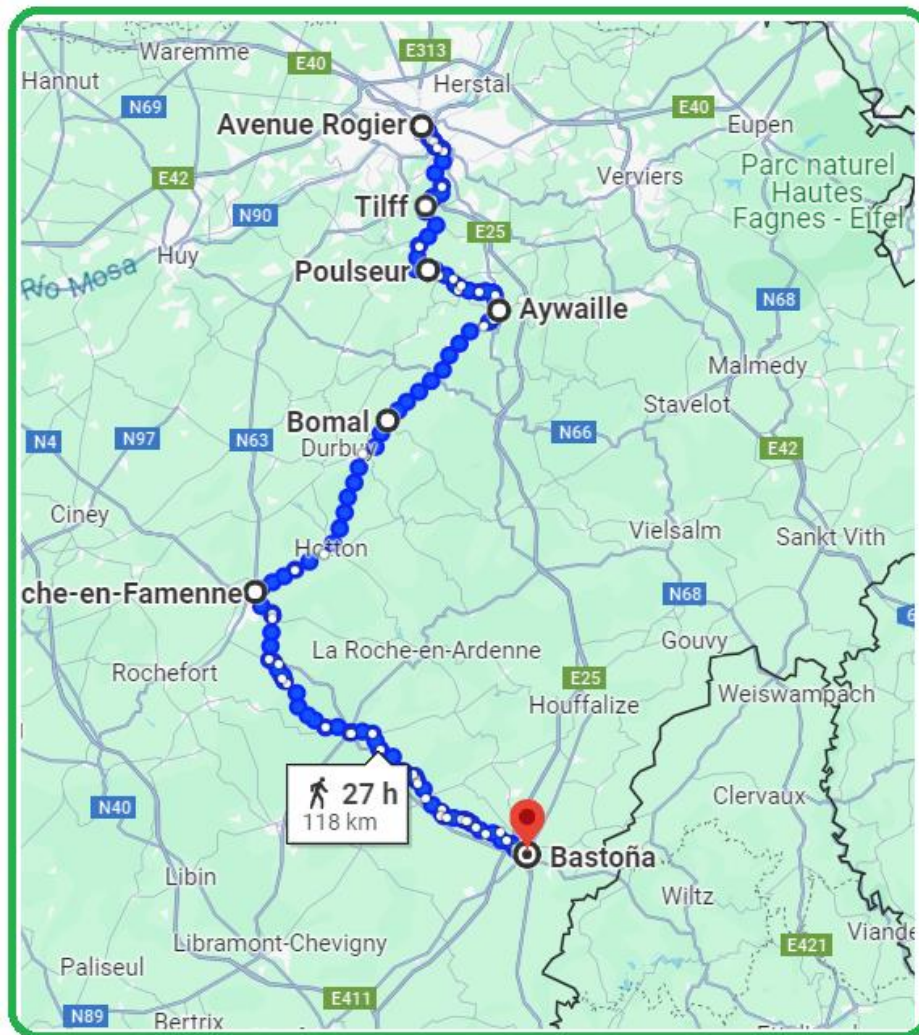 Waremme
E313
E40
Herstal
Hannut
N69
Avenue Rogier
E40
Eupen
Parc naturel
Hautes
Fagnes - Eifel
Verviers
E42
N90
Tilff
E25
Huy
Río Mosa
Poulseur
N68
Aywaille
Malmedy
Stavelot
Bomal
Durbuy
N4
N97
N63
N66
E42
Ciney
Vielsalm
Sankt Vith
Hotton
che-en-Famenne
N68
6
Gouvy
La Roche-en-Ardenne
Rochefort
E25
Houffalize
Weiswampach
27 h
118 km
N40
Clervaux
Bastoña
Libin
Wiltz
Libramont-Chevigny
E421
Viande
Paliseul
E411
N89
Bertrix